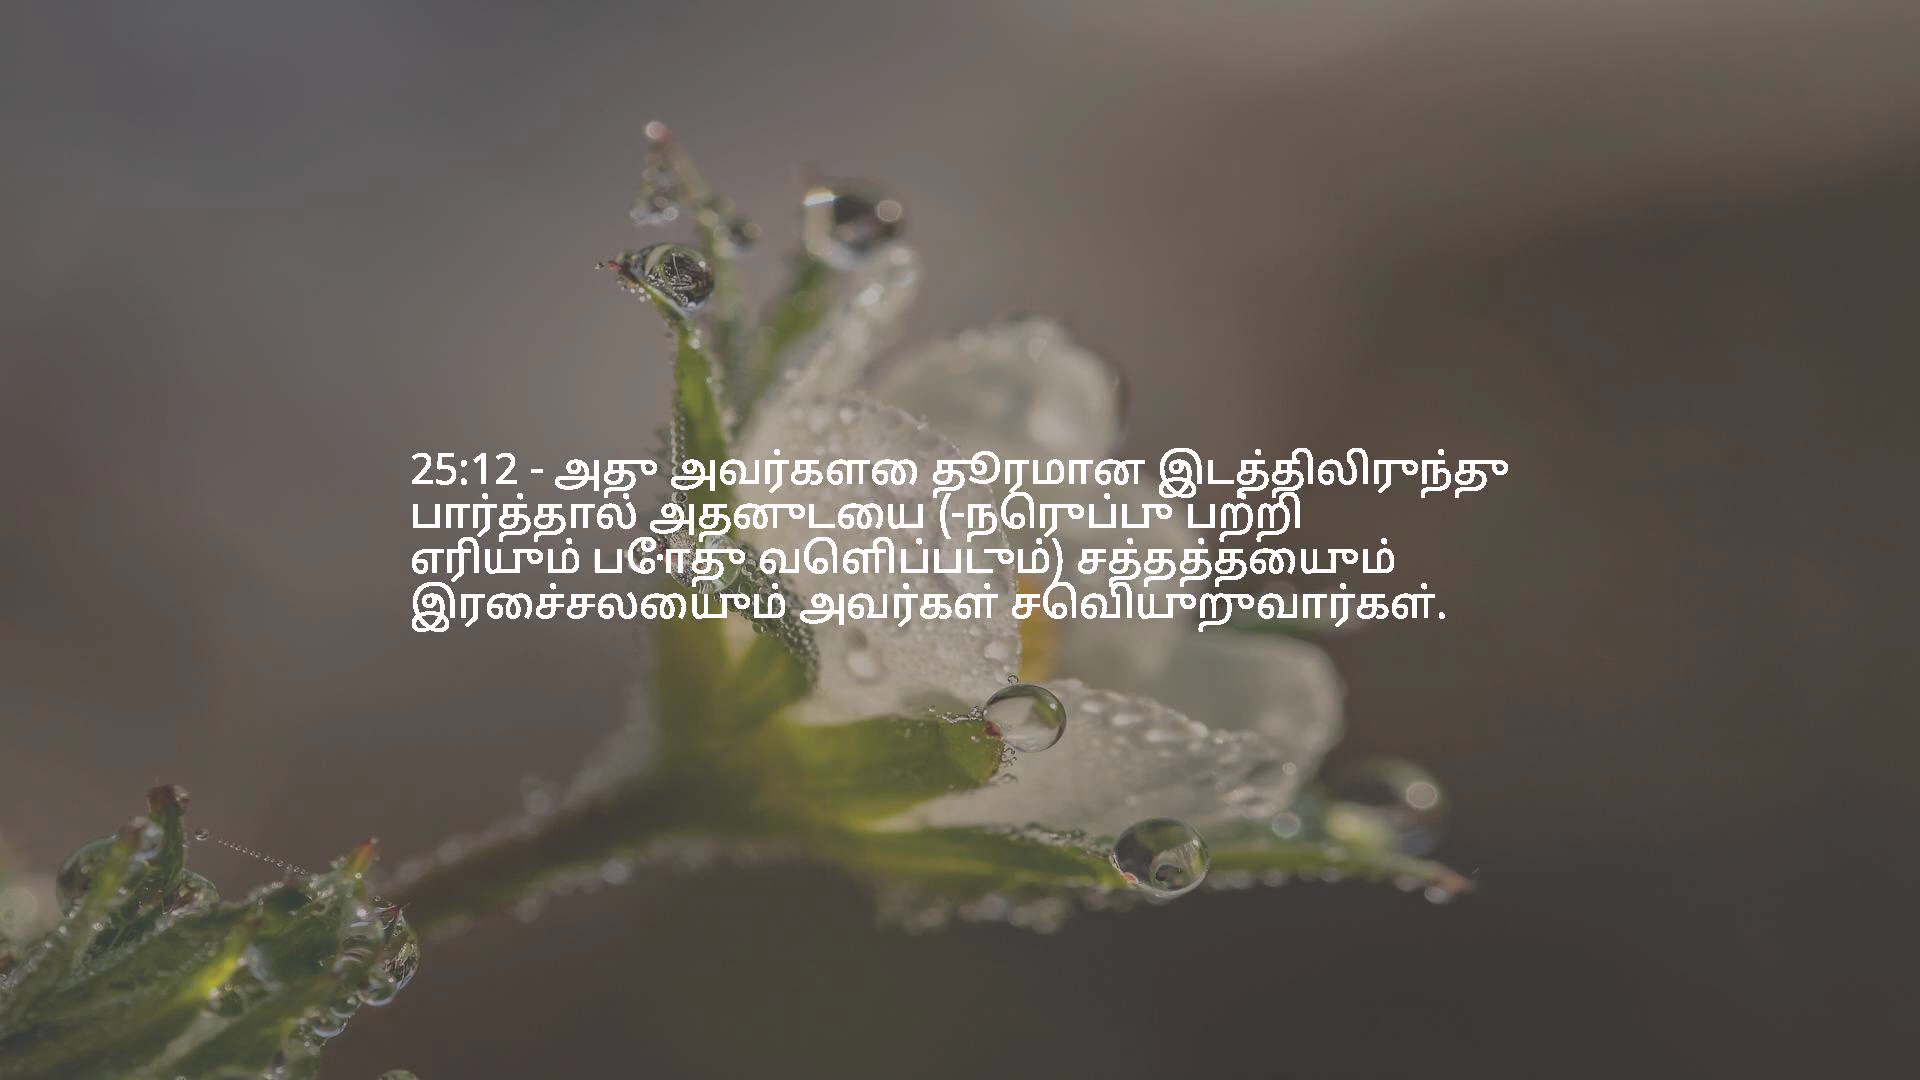 25:12 - அது அவர்களை தூரமான இடத்திலிருந்து
பார்த்தால் அதனுடைய (-நெருப்பு பற்றி
எரியும் போது வெளிப்படும்) சத்தத்தையும்
இரைச்சலையும் அவர்கள் செவியுறுவார்கள்.